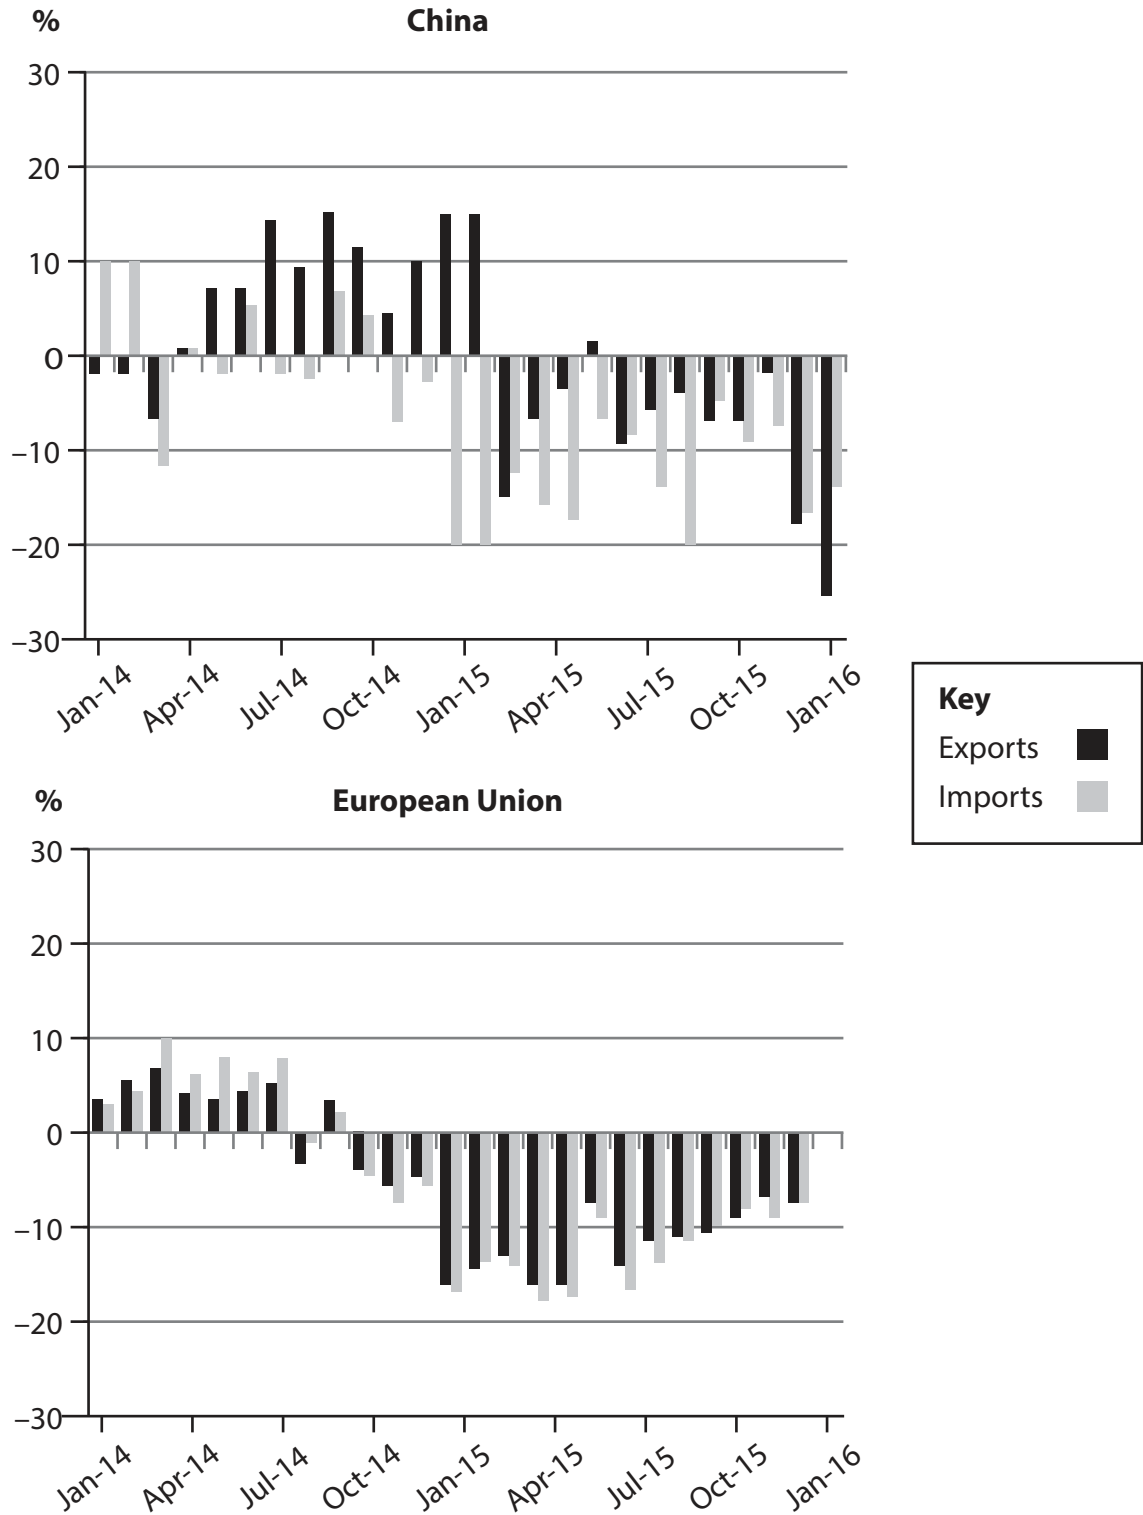 %
China
30
20
10
0
–10
–20
–30
Jan-14
Apr-14
Jul-14
Oct-14
Jan-15
Apr-15
Jul-15
Oct-15
Jan-16
Key
Exports
Imports
%
European Union
30
20
10
0
–10
–20
–30
Jan-14
Apr-14
Jul-14
Oct-14
Jan-15
Apr-15
Jul-15
Oct-15
Jan-16